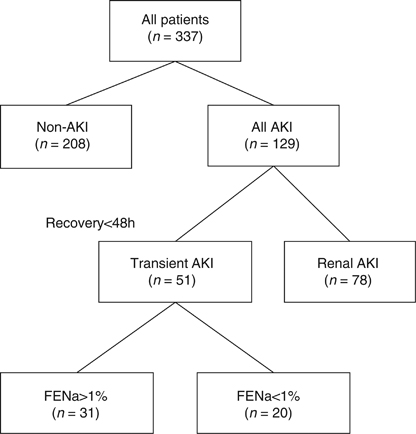 All patients
(n = 337)
Non-AKI
(n = 208)
All AKI
(n = 129)
Recovery<48h
Transient AKI
(n = 51)
Renal AKI
(n = 78)
FENa>1%
(n = 31)
FENa<1%
(n = 20)